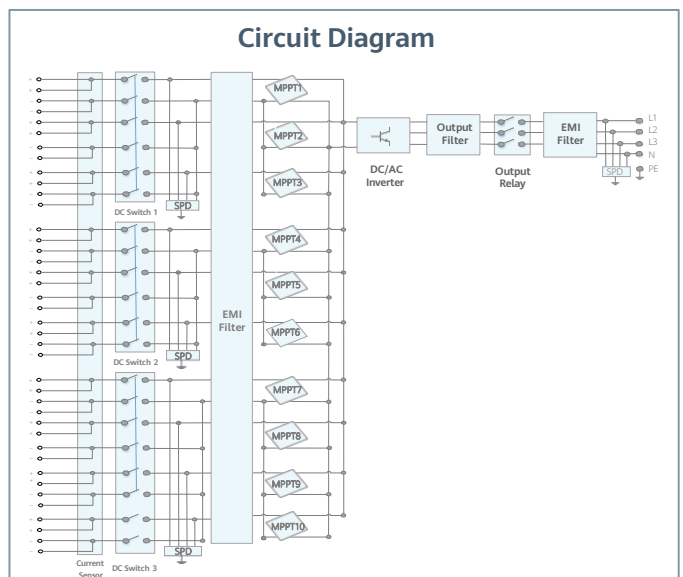 Circuit Diagram
MPPT1
MPPT2
MPPT3
SPD
DC Switch 1
MPPT4
MPPT5
MPPT6
SPD
DC Switch 2
EMI
Filter
MPPT7
MPPT8
MPPT9
MPPT10
SPD
Current
Sensor
DC Switch 3
DC/AC
Inverter
Output
Filter
Output
Relay
EMI
Filter
SPD
L1
L2
L3
N
PE